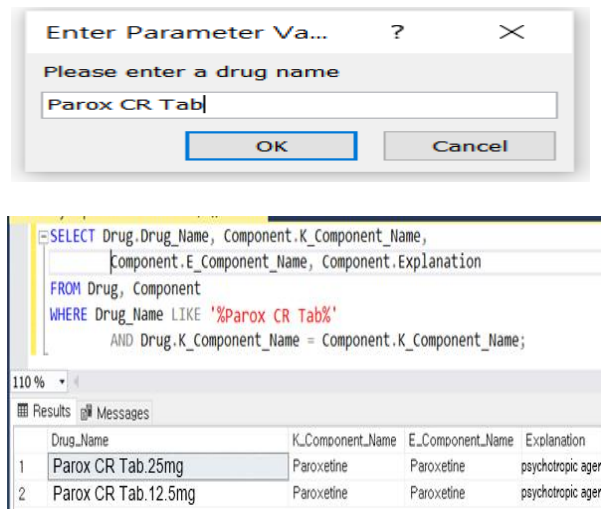 Enter Parameter Va... ?
Please enter a drug name
Parox CR Tab
OK Cancel
SELECT Drug.Drug_Name, Component.K_Component_Name,
Component.E_Component_Name, Component.Explanation
FROM Drug, Component
WHERE Drug_Name LIKE '%Parox CR Tab%'
AND Drug.K_Component_Name = Component.K_Component_Name;
110 %
Results Messages
Drug_Name K_Component_Name E_Component_Name Explanation
1 Parox CR Tab.25mg Paroxetine Paroxetine psychotropic ager
2 Parox CR Tab.12.5mg Paroxetine Paroxetine psychotropic ager